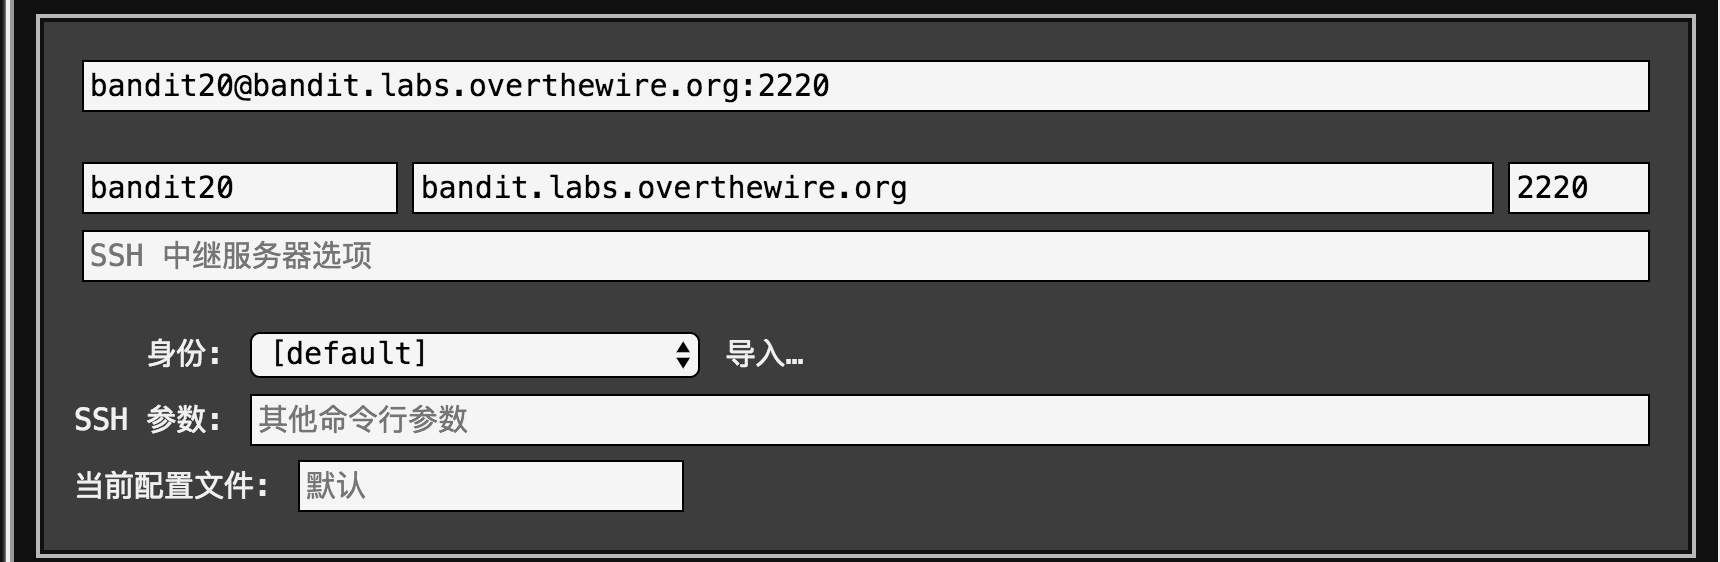 bandit20@bandit.labs.overthewire.org:2220
bandit20 bandit.labs.overthewire.org 2220
SSH 中继服务器选项
身份: [default] 导入…
SSH 参数: 其他命令行参数
当前配置文件: 默认